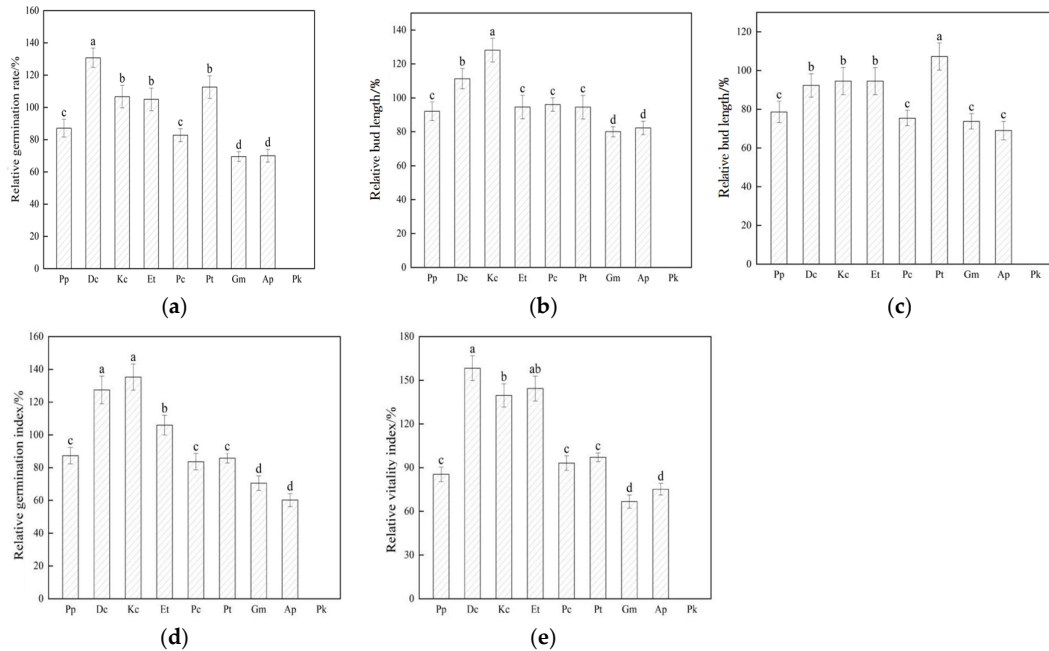 Relative germination rate/%
160
140
120
100
80
60
40
20
0
a
b
b
b
c
c
d
d
Pp Dc Kc Et Pc Pt Gm Ap Pk
(a)
Relative bud length/%
140
120
100
80
60
40
20
0
a
b
c
c
c
c
d
d
Pp Dc Kc Et Pc Pt Gm Ap Pk
(b)
Relative bud length/%
120
100
80
60
40
20
0
a
b
b
b
c
c
c
c
Pp Dc Kc Et Pc Pt Gm Ap Pk
(c)
Relative germination index/%
160
140
120
100
80
60
40
20
0
a
a
b
c
c
c
d
d
Pp Dc Kc Et Pc Pt Gm Ap Pk
(d)
Relative vitality index/%
180
150
120
90
60
30
0
a
b
ab
c
c
c
d
d
Pp Dc Kc Et Pc Pt Gm Ap Pk
(e)